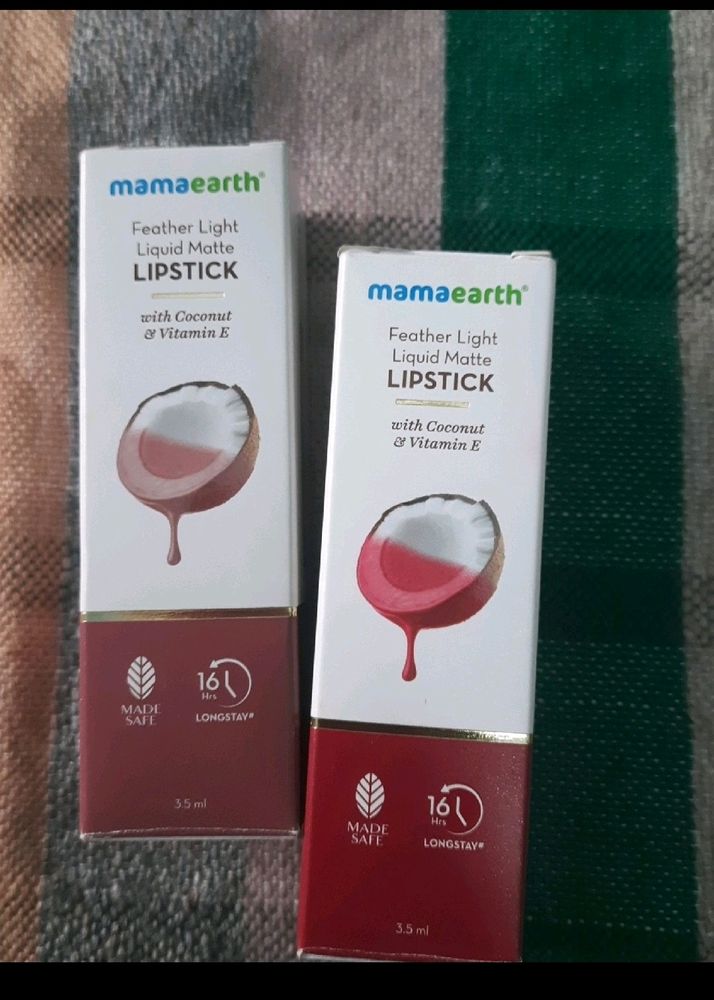 mamaearth®
Feather Light
Liquid Matte
LIPSTICK
with Coconut
& Vitamin E
MADE
SAFE
16
Hrs
LONGSTAY#
3.5 ml
mamaearth®
Feather Light
Liquid Matte
LIPSTICK
with Coconut
& Vitamin E
MADE
SAFE
16
Hrs
LONGSTAY#
3.5 ml